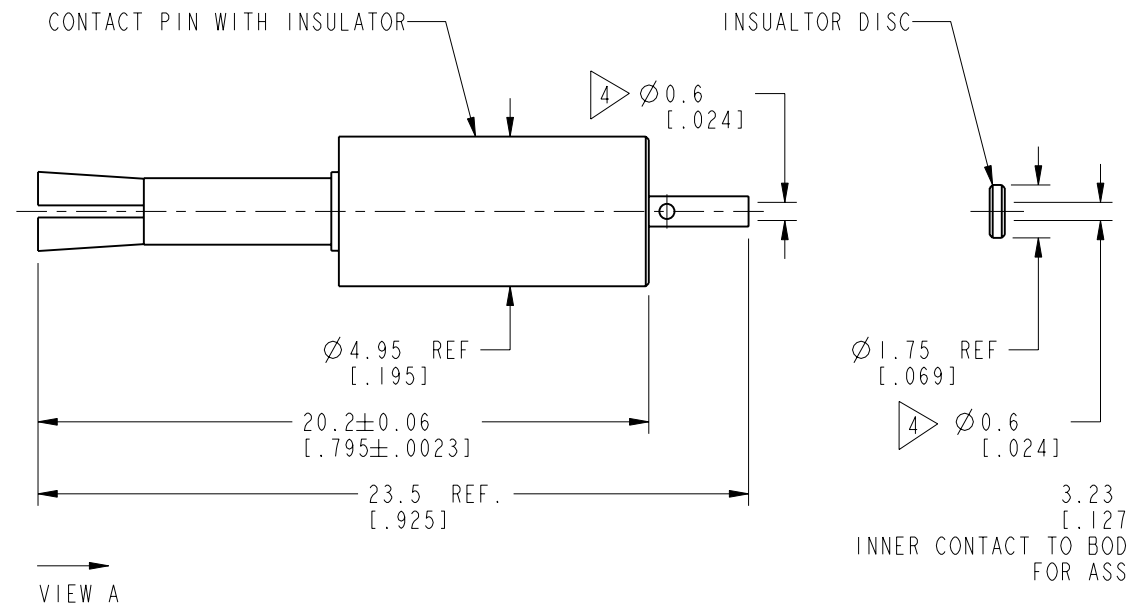 CONTACT PIN WITH INSULATOR
INSUALTOR DISC
4 Ø0.6
[.024]
Ø4.95 REF
[.195]
Ø1.75 REF
[.069]
20.2±0.06
[.795±.0023]
4 Ø0.6
[.024]
23.5 REF.
[.925]
3.23
[.127
INNER CONTACT TO BOD
FOR ASS
VIEW A